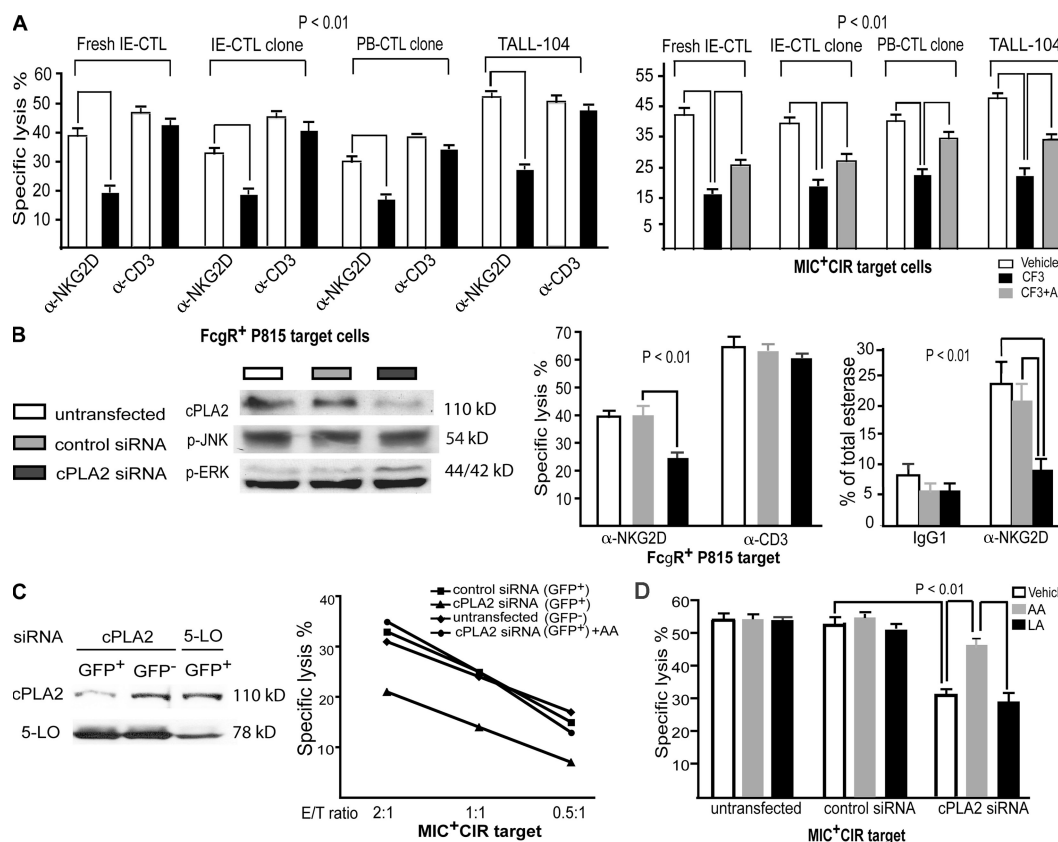 A
P < 0.01
Fresh IE-CTL IE-CTL clone PB-CTL clone TALL-104
Specific lysis %
60
50
40
30
20
10
α-NKG2D α-CD3 α-NKG2D α-CD3 α-NKG2D α-CD3 α-NKG2D α-CD3
FcgR+ P815 target cells
P < 0.01
Fresh IE-CTL IE-CTL clone PB-CTL clone TALL-104
55
45
35
25
15
5
MIC+CIR target cells
Vehicle
CF3
CF3+A
B
untransfected
control siRNA
cPLA2 siRNA
cPLA2 110 kD
p-JNK 54 kD
p-ERK 44/42 kD
Specific lysis %
70
60
50
40
30
20
10
P < 0.01
α-NKG2D α-CD3
FcgR+ P815 target
% of total esterase
30
25
20
15
10
5
0
P < 0.01
IgG1 α-NKG2D
C
siRNA cPLA2 5-LO
GFP+ GFP- GFP+
cPLA2 110 kD
5-LO 78 kD
Specific lysis %
40
30
20
10
control siRNA (GFP+)
cPLA2 siRNA (GFP+)
untransfected (GFP-)
cPLA2 siRNA (GFP+) +AA
E/T ratio 2:1 1:1 0.5:1
MIC+CIR target
D
P < 0.01
Vehicl
AA
LA
Specific lysis %
60
50
40
30
20
10
untransfected control siRNA cPLA2 siRNA
MIC+CIR target